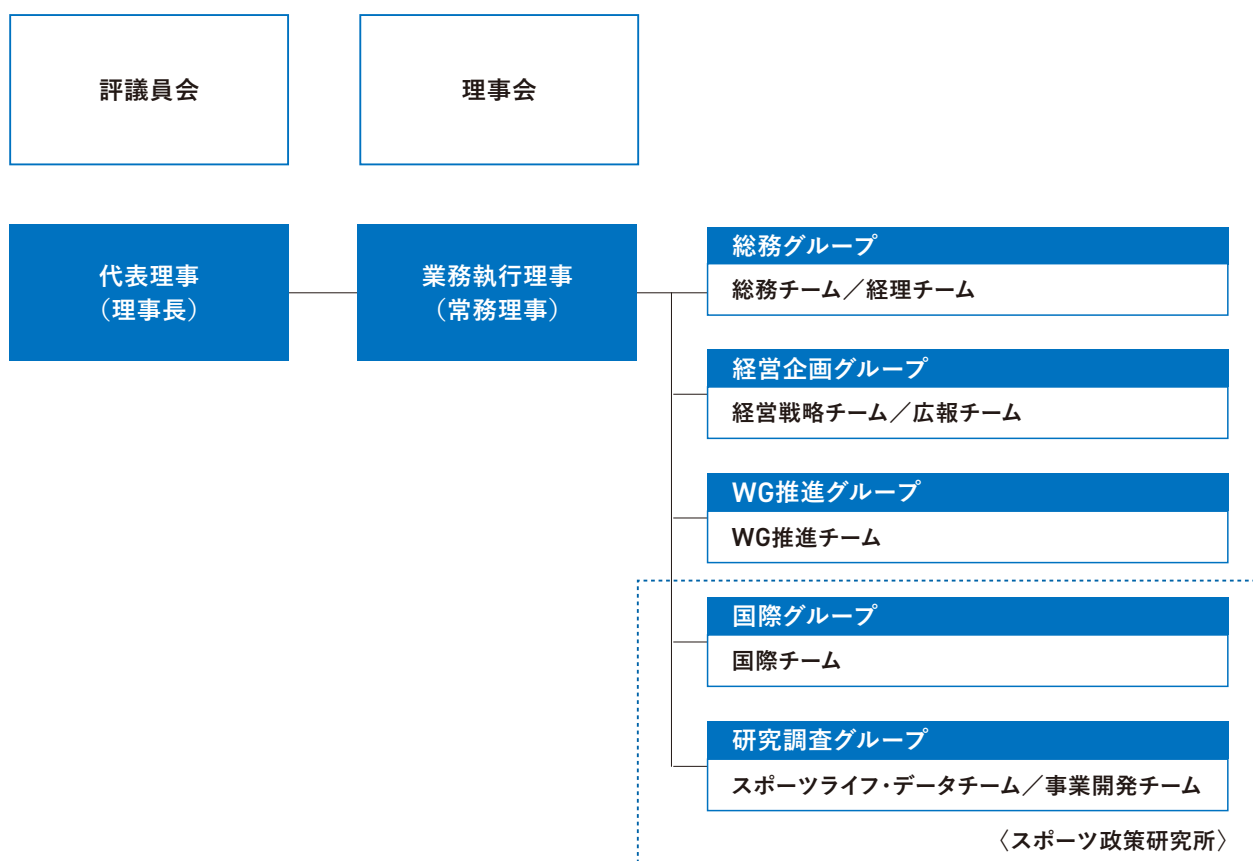 評議員会
理事会
代表理事
（理事長）
業務執行理事
（常務理事）
総務グループ
総務チーム／経理チーム
経営企画グループ
経営戦略チーム／広報チーム
WG推進グループ
WG推進チーム
国際グループ
国際チーム
研究調査グループ
スポーツライフ・データチーム／事業開発チーム
〈スポーツ政策研究所〉